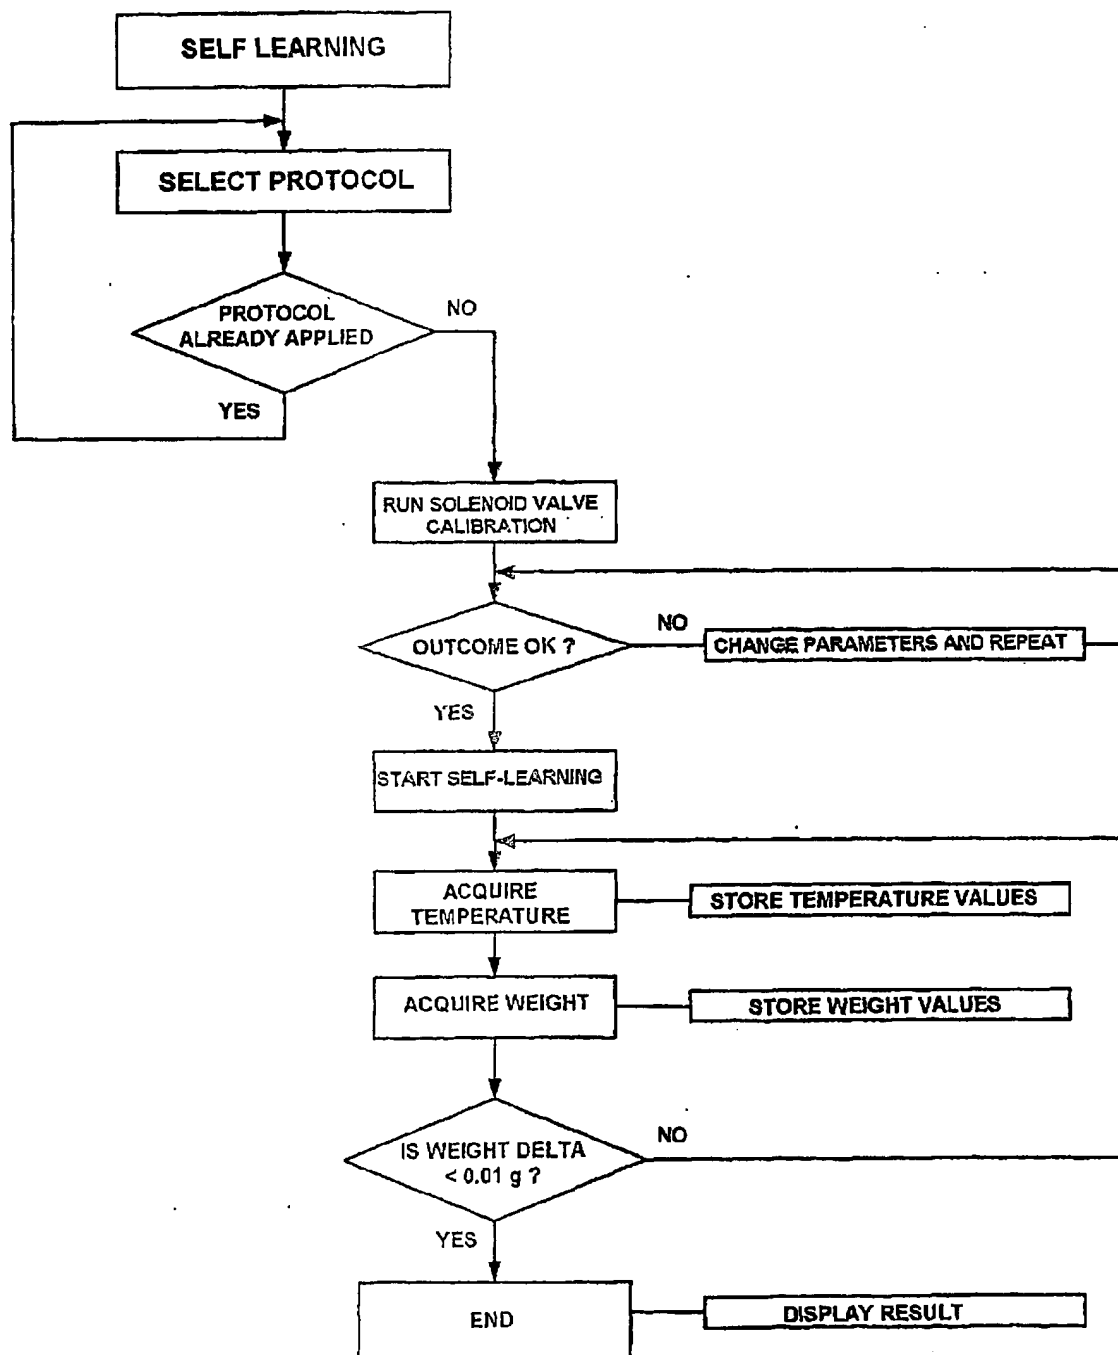 SELF LEARNING
SELECT PROTOCOL
PROTOCOL
ALREADY APPLIED
NO
YES
RUN SOLENOID VALVE
CALIBRATION
OUTCOME OK ?
NO
CHANGE PARAMETERS AND REPEAT
YES
START SELF-LEARNING
ACQUIRE
TEMPERATURE
STORE TEMPERATURE VALUES
ACQUIRE WEIGHT
STORE WEIGHT VALUES
IS WEIGHT DELTA
< 0.01 g ?
NO
YES
END
DISPLAY RESULT